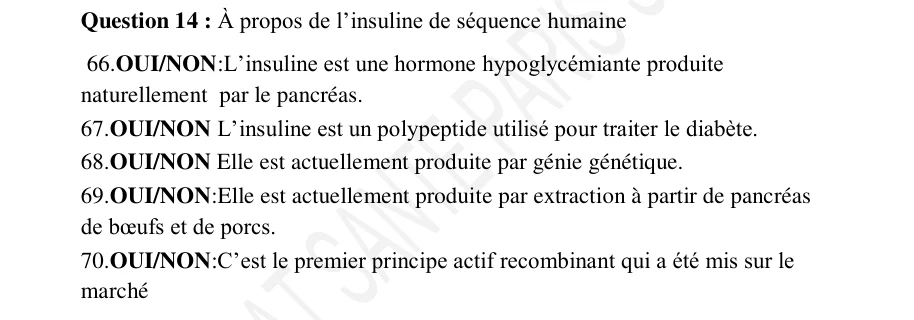 Question 14 : À propos de l’insuline de séquence humaine
66.OUI/NON:L’insuline est une hormone hypoglycémiante produite
naturellement par le pancréas.
67.OUI/NON L’insuline est un polypeptide utilisé pour traiter le diabète.
68.OUI/NON Elle est actuellement produite par génie génétique.
69.OUI/NON:Elle est actuellement produite par extraction à partir de pancréas
de bœufs et de porcs.
70.OUI/NON:C’est le premier principe actif recombinant qui a été mis sur le
marché